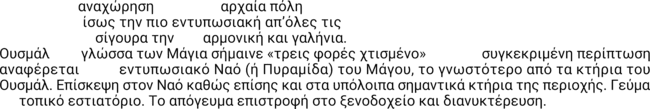 αναχώρηση αρχαία πόλη
ίσως την πιο εντυπωσιακή απ’όλες τις
σίγουρα την αρμονική και γαλήνια.
Ουσμάλ γλώσσα των Μάγια σήμαινε «τρεις φορές χτισμένο» συγκεκριμένη περίπτωση
αναφέρεται εντυπωσιακό Ναό (ή Πυραμίδα) του Μάγου, το γνωστότερο από τα κτήρια του
Ουσμάλ. Επίσκεψη στον Ναό καθώς επίσης και στα υπόλοιπα σημαντικά κτήρια της περιοχής. Γεύμα
τοπικό εστιατόριο. Το απόγευμα επιστροφή στο ξενοδοχείο και διανυκτέρευση.